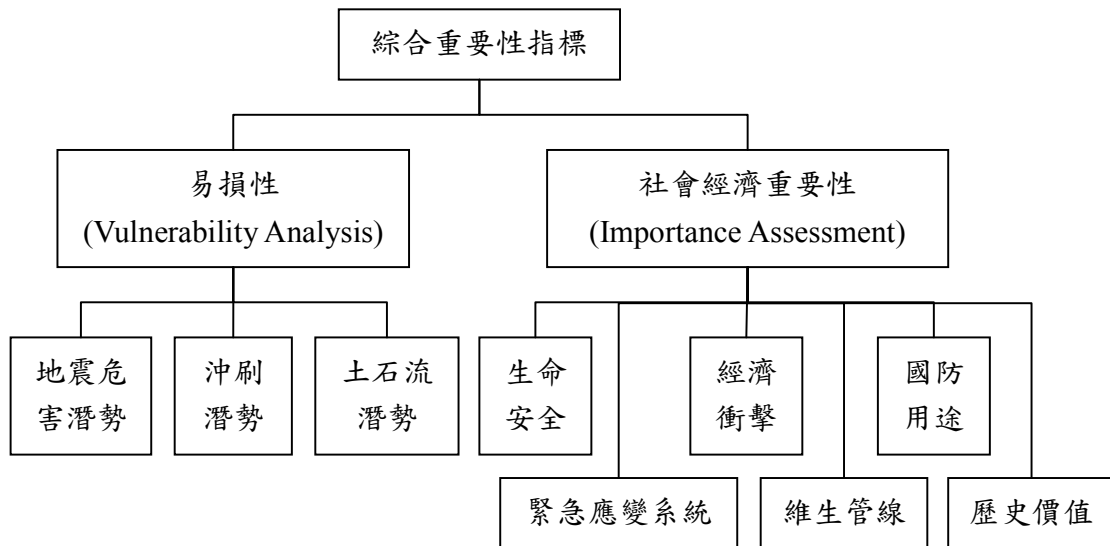 綜合重要性指標
易損性
(Vulnerability Analysis)
社會經濟重要性
(Importance Assessment)
地震危
害潛勢
沖刷
潛勢
土石流
潛勢
生命
安全
經濟
衝擊
國防
用途
緊急應變系統
維生管線
歷史價值